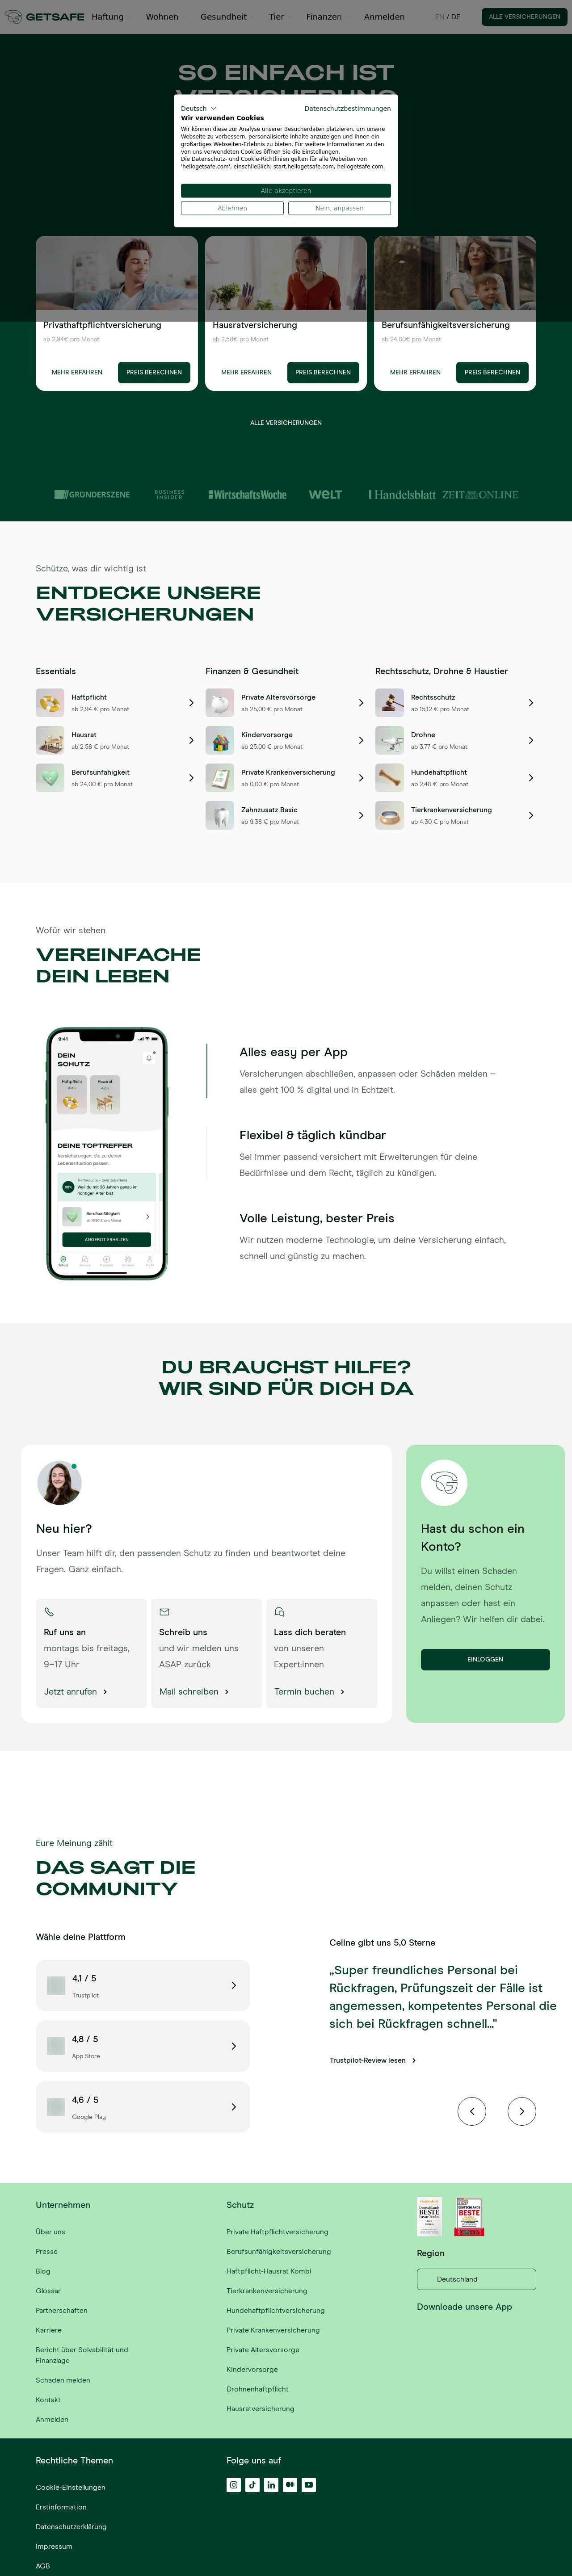 GETSAFE Haftung Wohnen Gesundheit Tier Finanzen Anmelden EN / DE ALLE VERSICHERUNGEN
SO EINFACH IST
VERSICHERUNG
Deutsch Datenschutzbestimmungen
Wir verwenden Cookies
Wir können diese zur Analyse unserer Besucherdaten platzieren, um unsere
Webseite zu verbessern, personalisierte Inhalte anzuzeigen und Ihnen ein
großartiges Webseiten-Erlebnis zu bieten. Für weitere Informationen zu den
von uns verwendeten Cookies öffnen Sie die Einstellungen.
Die Datenschutz- und Cookie-Richtlinien gelten für alle Webseiten von
'hellogetsafe.com', einschließlich: start.hellogetsafe.com, hellogetsafe.com.
Alle akzeptieren
Ablehnen Nein, anpassen
Privathaftpflichtversicherung
ab 2,94€ pro Monat
MEHR ERFAHREN PREIS BERECHNEN
Hausratversicherung
ab 2,58€ pro Monat
MEHR ERFAHREN PREIS BERECHNEN
Berufsunfähigkeitsversicherung
ab 24,00€ pro Monat
MEHR ERFAHREN PREIS BERECHNEN
ALLE VERSICHERUNGEN
GRÜNDERSZENE BUSINESS INSIDER WirtschaftsWoche WELT Handelsblatt ZEIT ONLINE
Schütze, was dir wichtig ist
ENTDECKE UNSERE
VERSICHERUNGEN
Essentials
Haftpflicht
ab 2,94 € pro Monat
Hausrat
ab 2,58 € pro Monat
Berufsunfähigkeit
ab 24,00 € pro Monat
Finanzen & Gesundheit
Private Altersvorsorge
ab 25,00 € pro Monat
Kindervorsorge
ab 25,00 € pro Monat
Private Krankenversicherung
ab 0,00 € pro Monat
Zahnzusatz Basic
ab 9,38 € pro Monat
Rechtsschutz, Drohne & Haustier
Rechtsschutz
ab 15,12 € pro Monat
Drohne
ab 3,77 € pro Monat
Hundehaftpflicht
ab 2,40 € pro Monat
Tierkrankenversicherung
ab 4,30 € pro Monat
Wofür wir stehen
VEREINFACHE
DEIN LEBEN
9:41
DEIN
SCHUTZ
Haftpflicht Hausrat
DEINE TOPTREFFER
Versicherungen, die zu deiner
Lebenssituation passen.
Weil du mit 28 Jahren genau im
richtigen Alter bist
Berufsunfähigkeit
ANGEBOT ERHALTEN
Alles easy per App
Versicherungen abschließen, anpassen oder Schäden melden –
alles geht 100 % digital und in Echtzeit.
Flexibel & täglich kündbar
Sei immer passend versichert mit Erweiterungen für deine
Bedürfnisse und dem Recht, täglich zu kündigen.
Volle Leistung, bester Preis
Wir nutzen moderne Technologie, um deine Versicherung einfach,
schnell und günstig zu machen.
DU BRAUCHST HILFE?
WIR SIND FÜR DICH DA
Neu hier?
Unser Team hilft dir, den passenden Schutz zu finden und beantwortet deine
Fragen. Ganz einfach.
Ruf uns an
montags bis freitags,
9–17 Uhr
Jetzt anrufen
Schreib uns
und wir melden uns
ASAP zurück
Mail schreiben
Lass dich beraten
von unseren
Expert:innen
Termin buchen
Hast du schon ein
Konto?
Du willst einen Schaden
melden, deinen Schutz
anpassen oder hast ein
Anliegen? Wir helfen dir dabei.
EINLOGGEN
Eure Meinung zählt
DAS SAGT DIE
COMMUNITY
Wähle deine Plattform
4,1 / 5
Trustpilot
4,8 / 5
App Store
4,6 / 5
Google Play
Celine gibt uns 5,0 Sterne
„Super freundliches Personal bei
Rückfragen, Prüfungszeit der Fälle ist
angemessen, kompetentes Personal die
sich bei Rückfragen schnell..."
Trustpilot-Review lesen
Unternehmen
Über uns
Presse
Blog
Glossar
Partnerschaften
Karriere
Bericht über Solvabilität und
Finanzlage
Schaden melden
Kontakt
Anmelden
Schutz
Private Haftpflichtversicherung
Berufsunfähigkeitsversicherung
Haftpflicht-Hausrat Kombi
Tierkrankenversicherung
Hundehaftpflichtversicherung
Private Krankenversicherung
Private Altersvorsorge
Kindervorsorge
Drohnenhaftpflicht
Hausratversicherung
BESTE
BESTE
Region
Deutschland
Downloade unsere App
Rechtliche Themen
Cookie-Einstellungen
Erstinformation
Datenschutzerklärung
Impressum
AGB
Folge uns auf